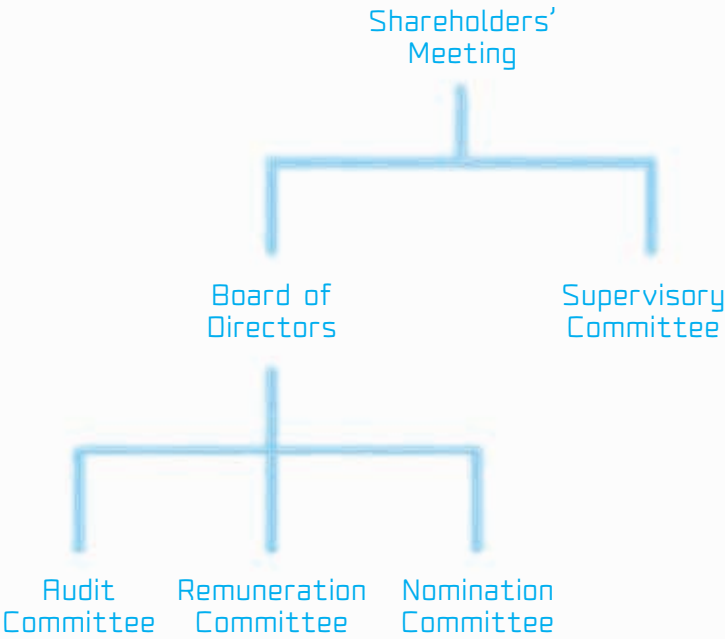 Shareholders’
Meeting
Board of
Directors
Supervisory
Committee
Audit
Committee
Remuneration
Committee
Nomination
Committee